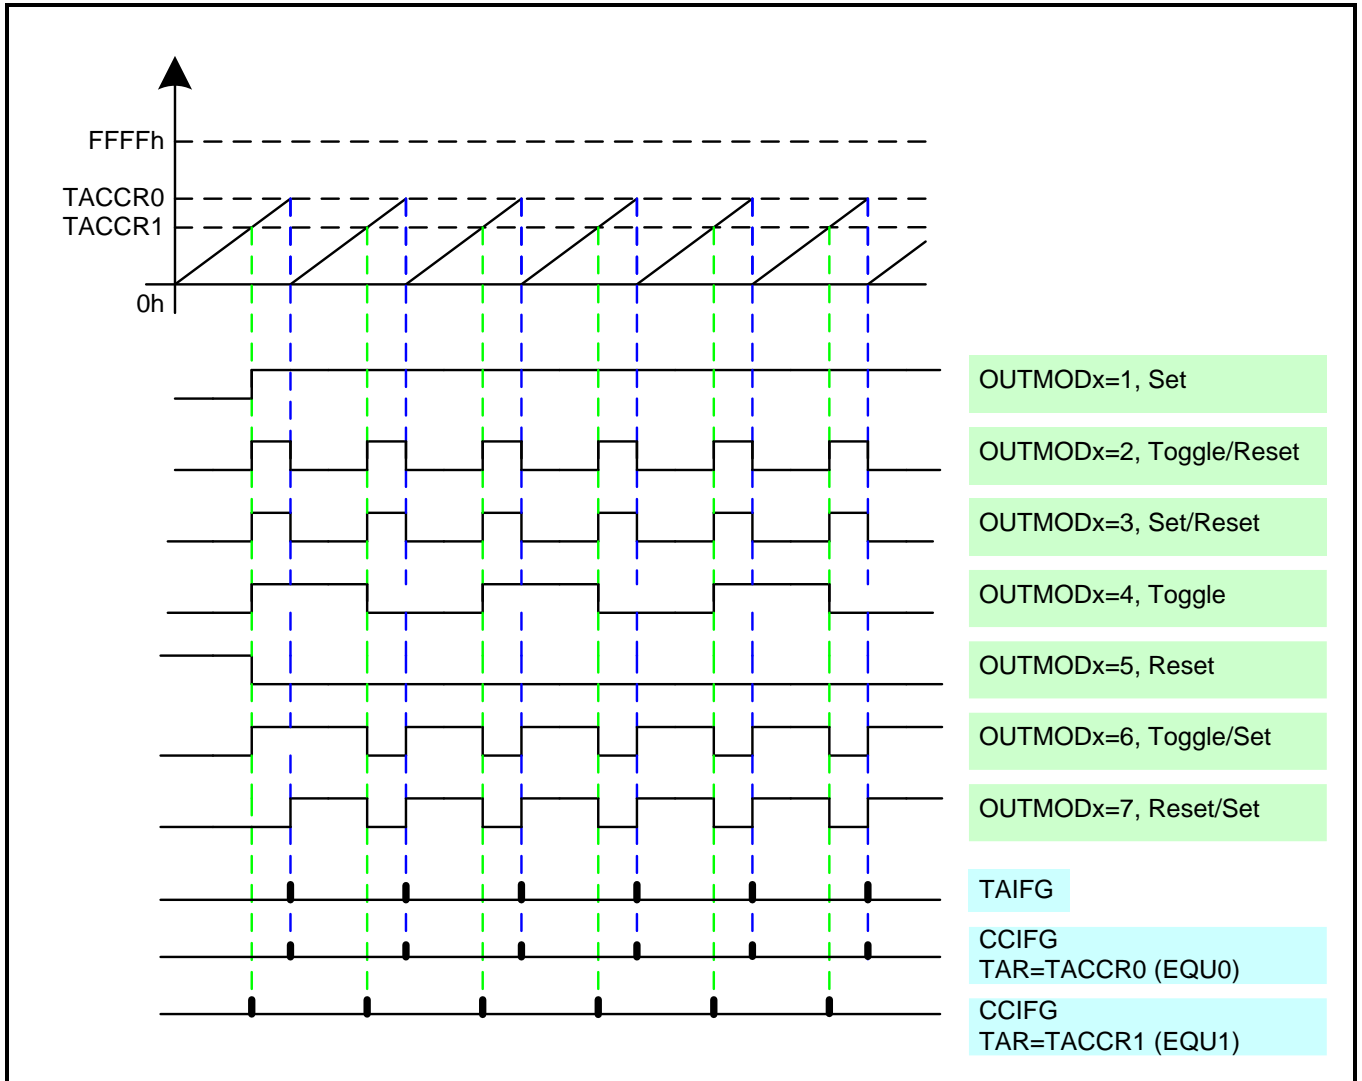 FFFFh
TACCR0
TACCR1
0h
OUTMODx=1, Set
OUTMODx=2, Toggle/Reset
OUTMODx=3, Set/Reset
OUTMODx=4, Toggle
OUTMODx=5, Reset
OUTMODx=6, Toggle/Set
OUTMODx=7, Reset/Set
TAIFG
CCIFG
TAR=TACCR0 (EQU0)
CCIFG
TAR=TACCR1 (EQU1)